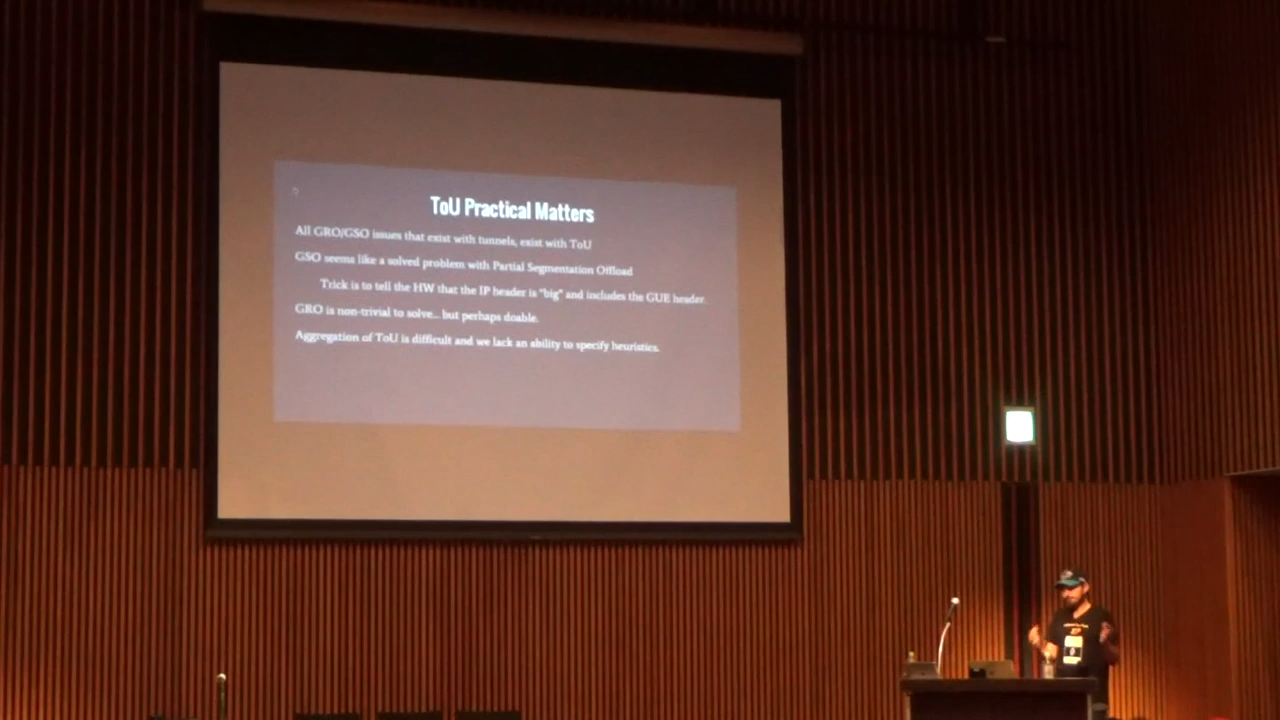 ToU Practical Matters
All GRO/GSO issues that exist with tunnels, exist with ToU
GSO seems like a solved problem with Partial Segmentation Offload
Trick is to tell the HW that the IP header is "big" and includes the GUE header.
GRO is non-trivial to solve... but perhaps doable.
Aggregation of ToU is difficult and we lack an ability to specify heuristics.